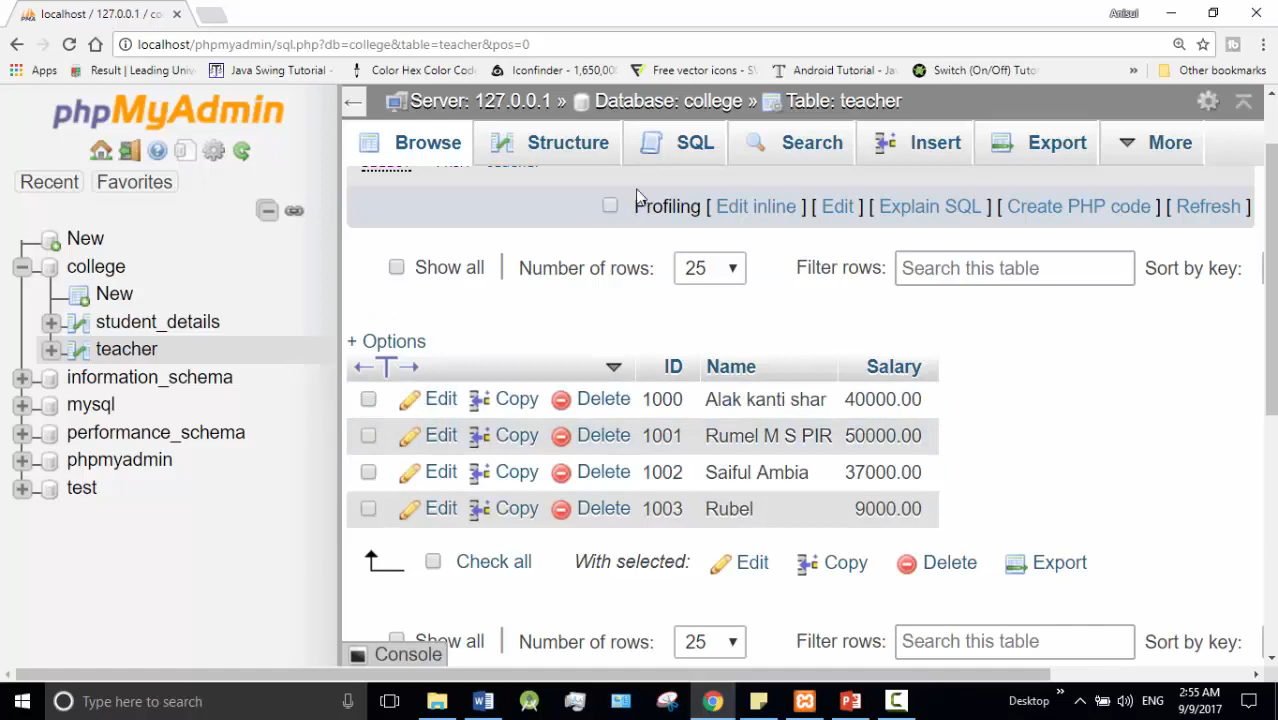 localhost / 127.0.0.1 / co
Anisul
localhost/phpmyadmin/sql.php?db=college&table=teacher&pos=0
Apps Result | Leading Univ Java Swing Tutorial - Color Hex Color Code Iconfinder - 1,650,00 Free vector icons - SV Android Tutorial - Ja Switch (On/Off) Tuto » Other bookmarks
phpMyAdmin
Recent Favorites
New
college
New
student_details
teacher
information_schema
mysql
performance_schema
phpmyadmin
test
Server: 127.0.0.1 » Database: college » Table: teacher
Browse Structure SQL Search Insert Export More
Profiling [ Edit inline ] [ Edit ] [ Explain SQL ] [ Create PHP code ] [ Refresh ]
Show all Number of rows: 25 Filter rows: Search this table Sort by key:
+ Options
ID Name Salary
Edit Copy Delete 1000 Alak kanti shar 40000.00
Edit Copy Delete 1001 Rumel M S PIR 50000.00
Edit Copy Delete 1002 Saiful Ambia 37000.00
Edit Copy Delete 1003 Rubel 9000.00
Check all With selected: Edit Copy Delete Export
Show all Number of rows: 25 Filter rows: Search this table Sort by key:
Console
Type here to search
Desktop » ENG 2:55 AM
9/9/2017